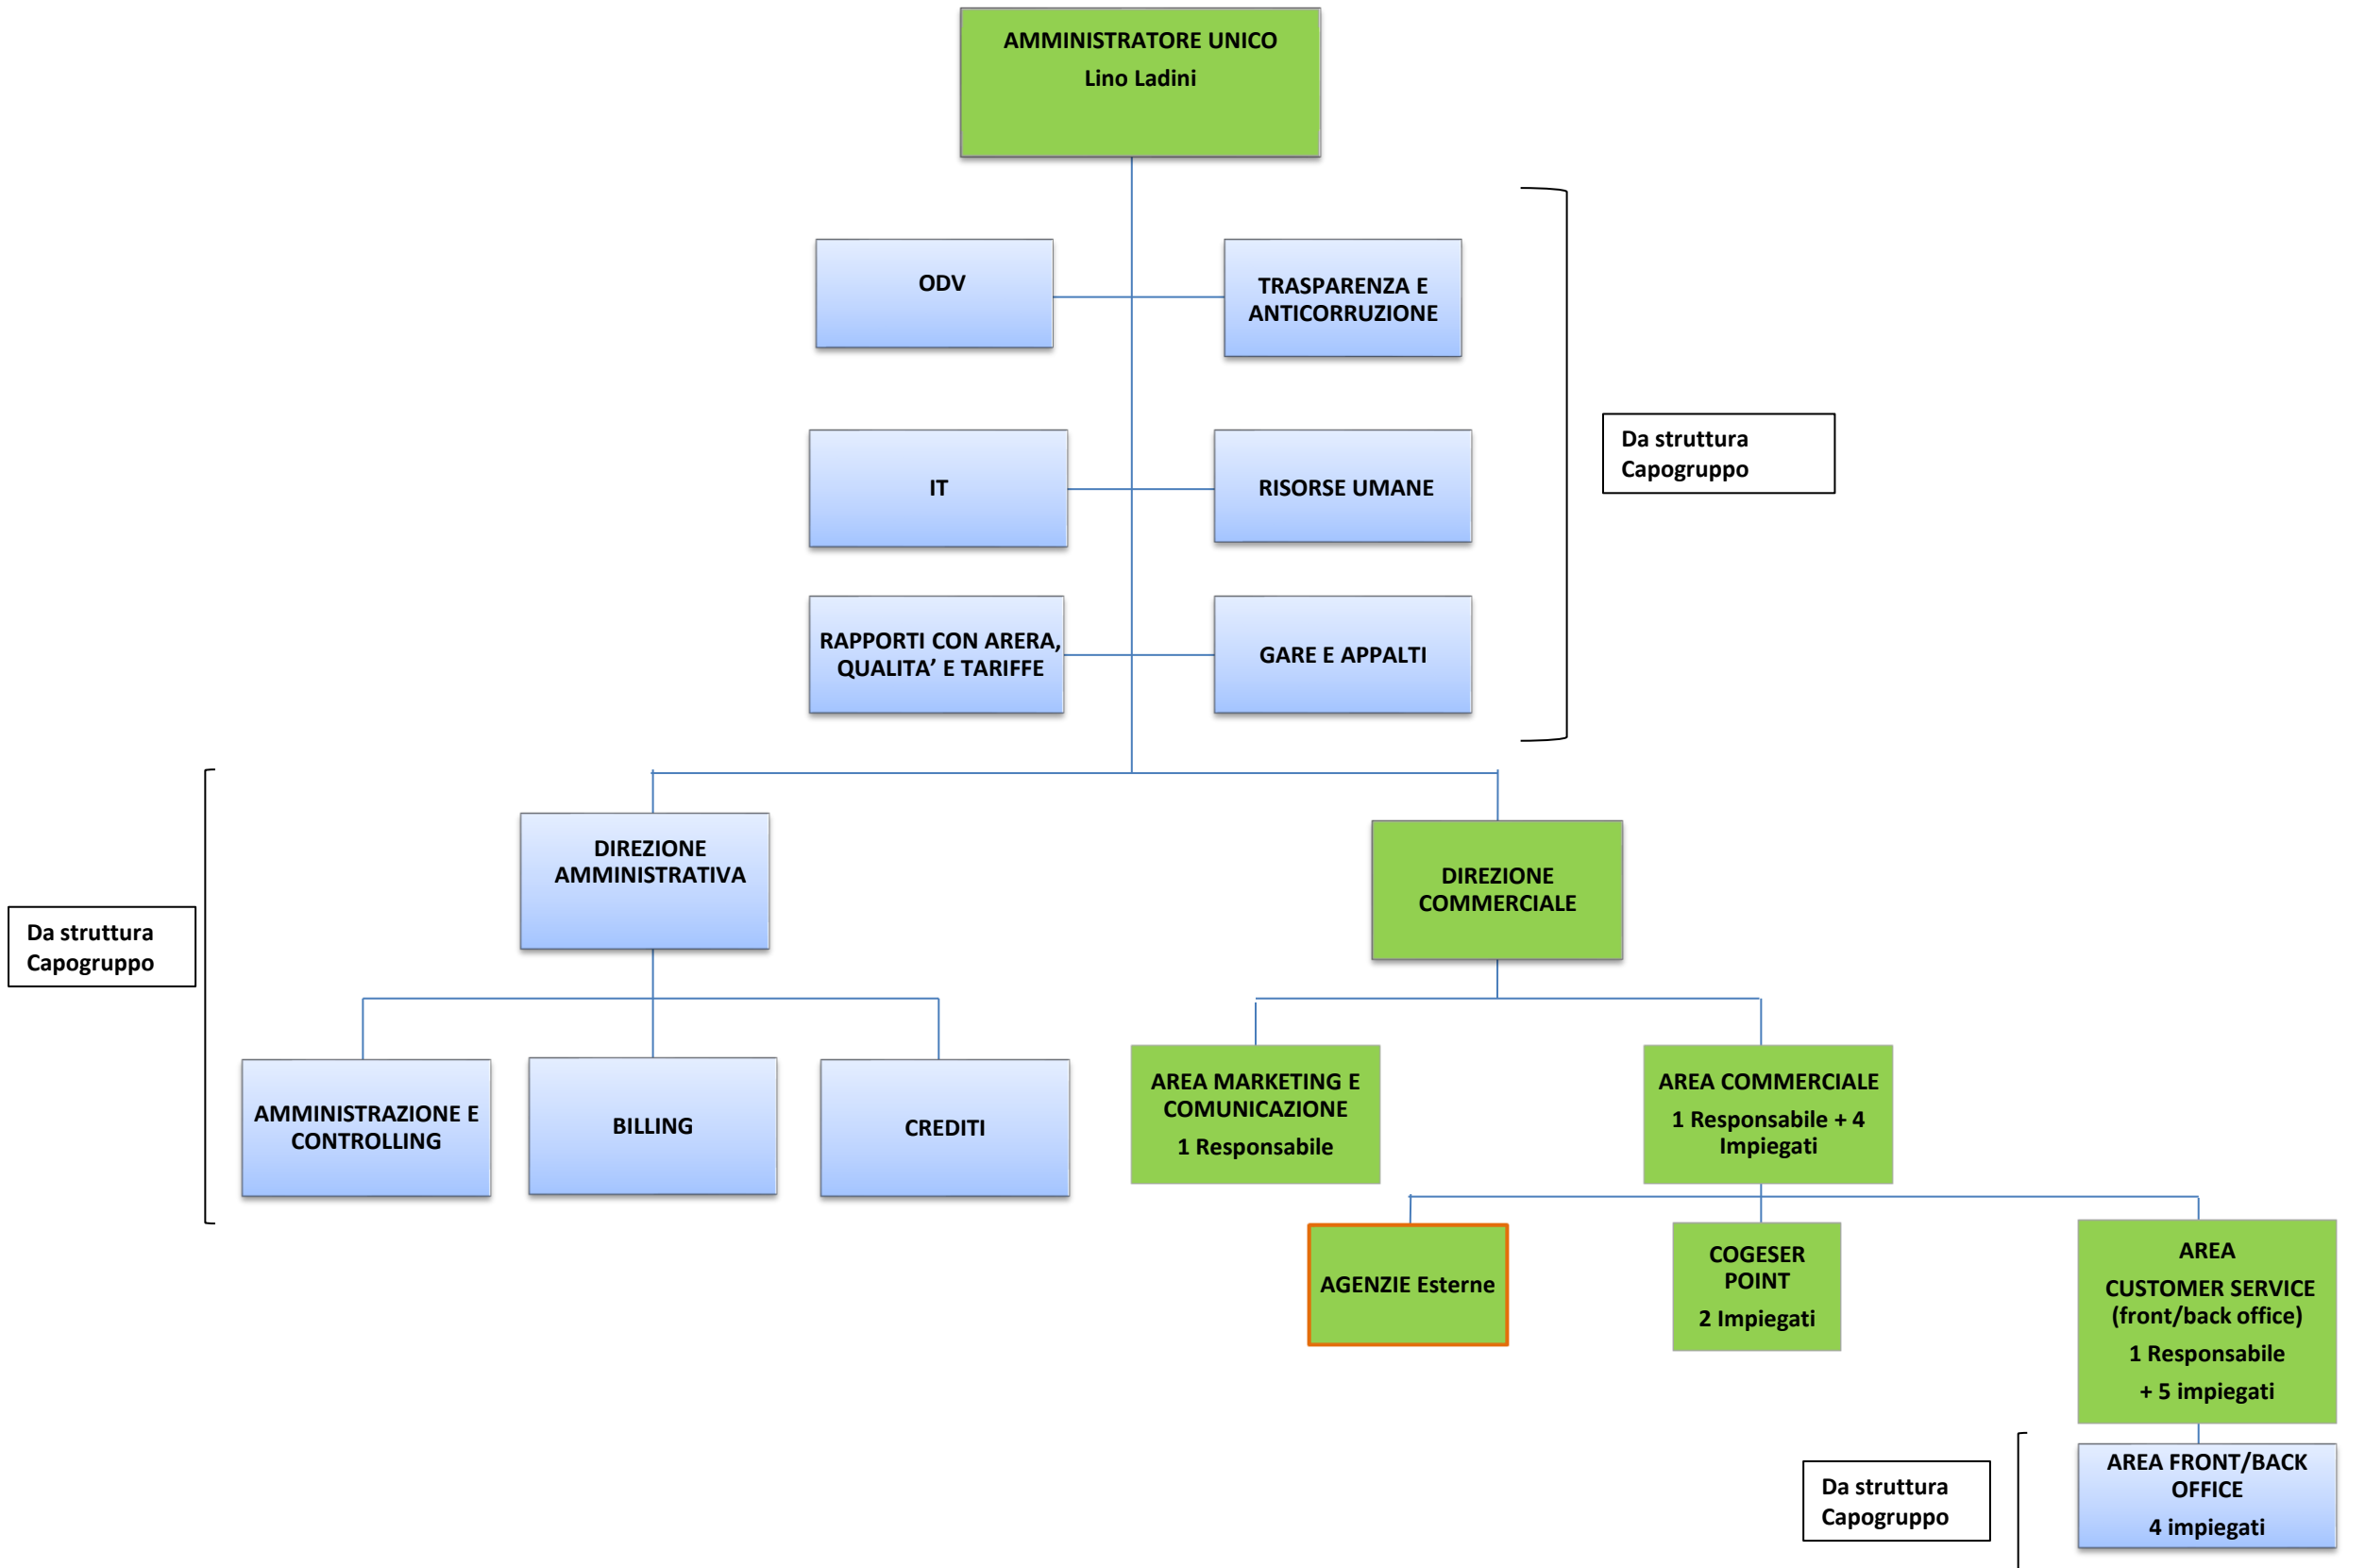 AMMINISTRATORE UNICO
Lino Ladini
ODV
TRASPARENZA E
ANTICORRUZIONE
Da struttura
Capogruppo
IT
RISORSE UMANE
RAPPORTI CON ARERA,
QUALITA’ E TARIFFE
GARE E APPALTI
Da struttura
Capogruppo
DIREZIONE
AMMINISTRATIVA
DIREZIONE
COMMERCIALE
AMMINISTRAZIONE E
CONTROLLING
BILLING
CREDITI
AREA MARKETING E
COMUNICAZIONE
1 Responsabile
AREA COMMERCIALE
1 Responsabile + 4
Impiegati
AGENZIE Esterne
COGESER
POINT
2 Impiegati
AREA
CUSTOMER SERVICE
(front/back office)
1 Responsabile
+ 5 impiegati
Da struttura
Capogruppo
AREA FRONT/BACK
OFFICE
4 impiegati